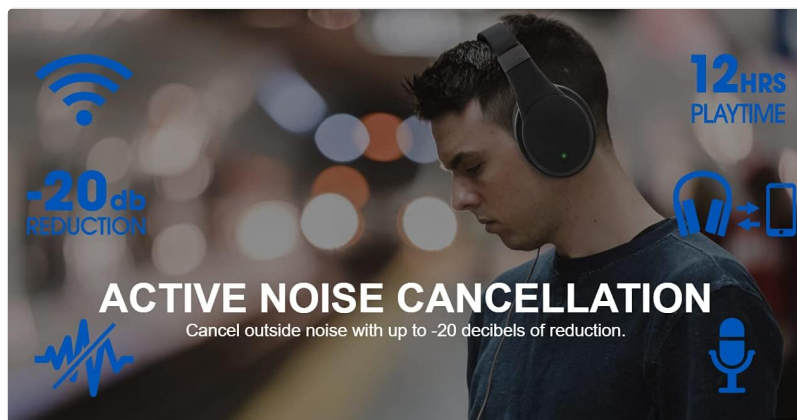 12HRS
PLAYTIME
-20db
REDUCTION
ACTIVE NOISE CANCELLATION
Cancel outside noise with up to -20 decibels of reduction.